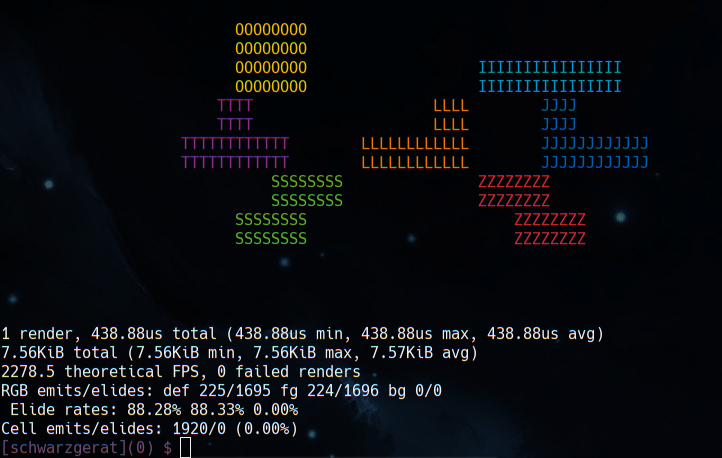 OOOOOOOO
OOOOOOOO
OOOOOOOO IIIIIIIIIIIIIIII
OOOOOOOO IIIIIIIIIIIIIIII
TTTT LLLL JJJJ
TTTT LLLL JJJJ
TTTTTTTTTTTT LLLLLLLLLLLL JJJJJJJJJJJJ
TTTTTTTTTTTT LLLLLLLLLLLL JJJJJJJJJJJJ
SSSSSSSS ZZZZZZZZ
SSSSSSSS ZZZZZZZZ
SSSSSSSS ZZZZZZZZ
SSSSSSSS ZZZZZZZZ
1 render, 438.88us total (438.88us min, 438.88us max, 438.88us avg)
7.56KiB total (7.56KiB min, 7.56KiB max, 7.57KiB avg)
2278.5 theoretical FPS, 0 failed renders
RGB emits/elides: def 225/1695 fg 224/1696 bg 0/0
 Elide rates: 88.28% 88.33% 0.00%
Cell emits/elides: 1920/0 (0.00%)
[schwarzgerat](0) $